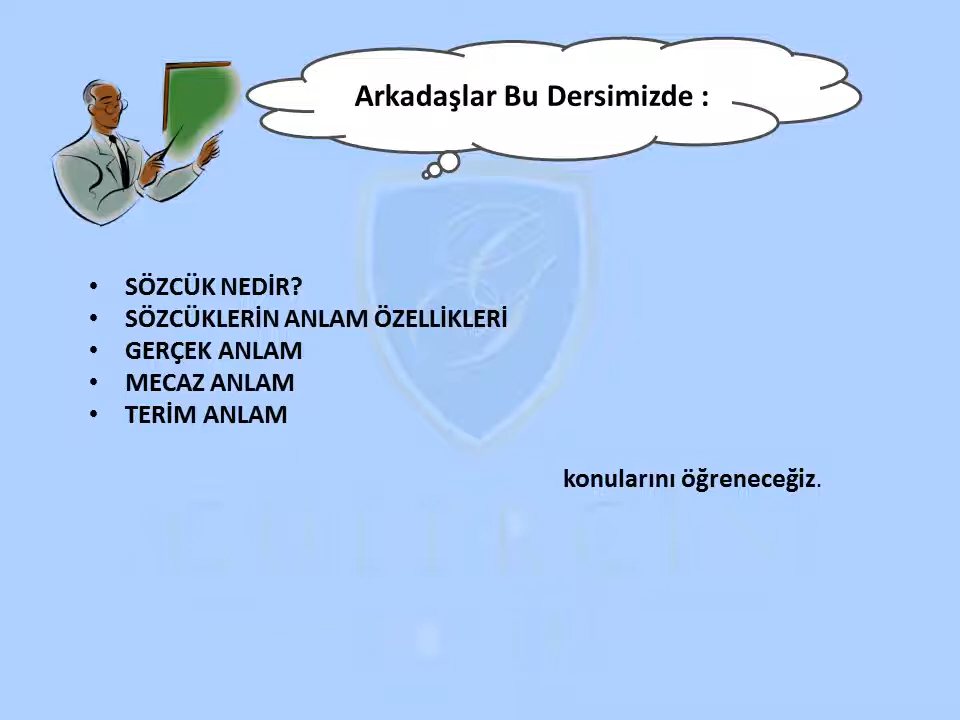 Arkadaşlar Bu Dersimizde :
• SÖZCÜK NEDİR?
• SÖZCÜKLERİN ANLAM ÖZELLİKLERİ
• GERÇEK ANLAM
• MECAZ ANLAM
• TERİM ANLAM
konularını öğreneceğiz.